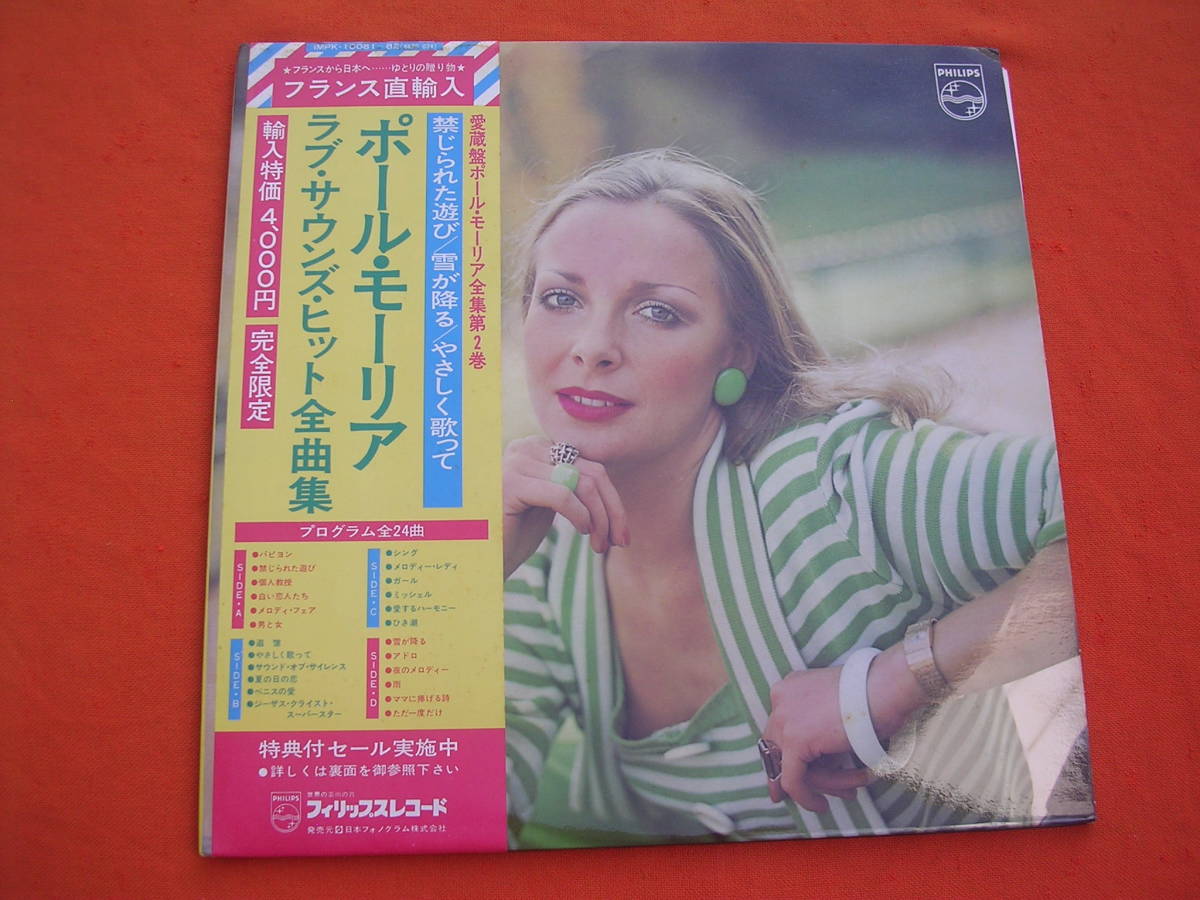 ★フランスから日本へ……ゆとりの贈り物★
フランス直輸入
愛蔵盤ポール・モーリア全集第2巻
禁じられた遊び/雪が降る/やさしく歌って
ポール・モーリア
ラブ・サウンズ・ヒット全曲集
輸入特価 4,000円
完全限定
プログラム全24曲
SIDE・A
●パピヨン
●禁じられた遊び
●個人教授
●白い恋人たち
●メロディ・フェア
●男と女
SIDE・B
●追 憶
●やさしく歌って
●サウンド・オブ・サイレンス
●夏の日の恋
●ベニスの愛
●ジーザス・クライスト・
スーパースター
SIDE・C
●シング
●メロディー・レディ
●ガール
●ミッシェル
●愛するハーモニー
●ひき潮
SIDE・D
●雪が降る
●アドロ
●夜のメロディー
●雨
●ママに捧げる詩
●ただ一度だけ
特典付セール実施中
●詳しくは裏面を御参照下さい
PHILIPS
フィリップスレコード
発売元 日本フォノグラム株式会社
PHILIPS